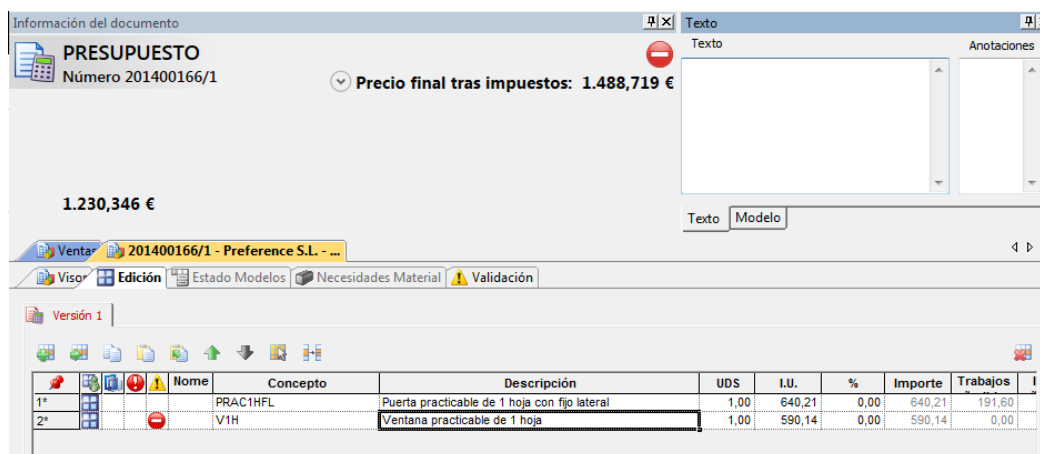 Información del documento
Texto
PRESUPUESTO
Número 201400166/1
Precio final tras impuestos: 1.488,719 €
Texto
Anotaciones
1.230,346 €
Texto
Modelo
Ventas
201400166/1 - Preference S.L. - ...
Visor
Edición
Estado Modelos
Necesidades Material
Validación
Versión 1
Nome Concepto Descripción UDS I.U. % Importe Trabajos
1* PRAC1HFL Puerta practicable de 1 hoja con fijo lateral 1,00 640,21 0,00 640,21 191,60
2* V1H Ventana practicable de 1 hoja 1,00 590,14 0,00 590,14 0,00